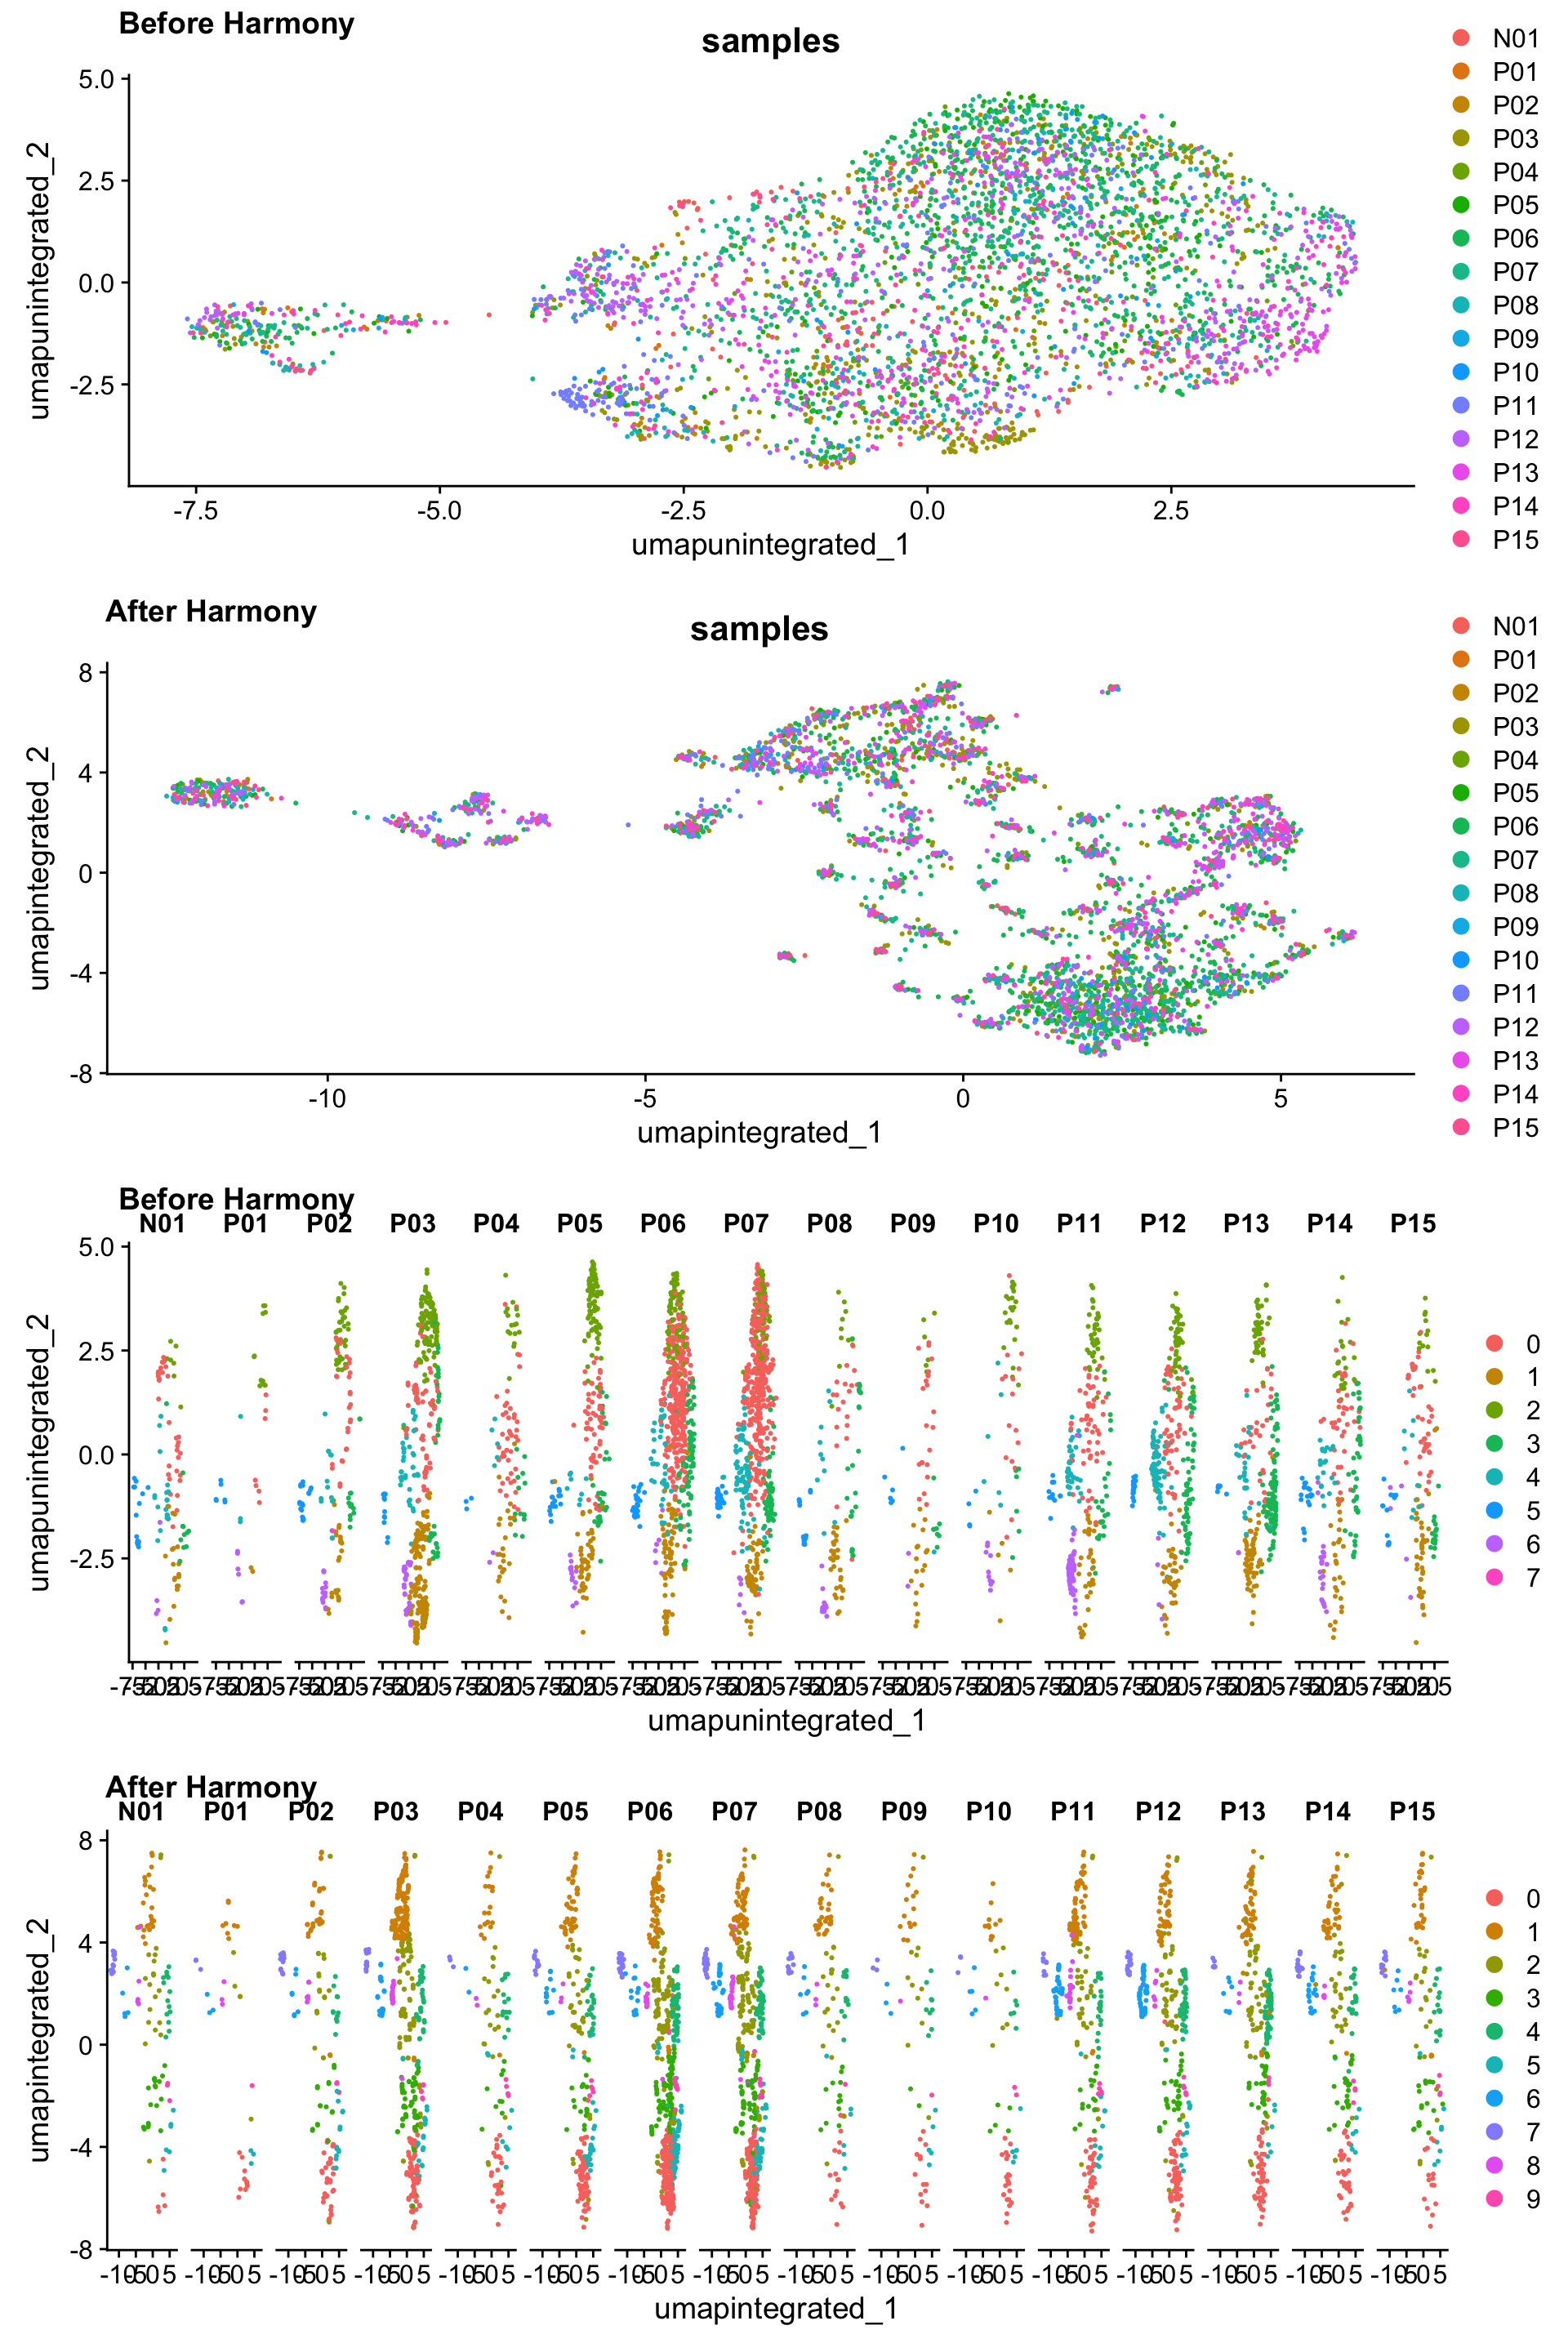 Before Harmony
samples
5.0
2.5
0.0
-2.5
umapunintegrated_2
-7.5 -5.0 -2.5 0.0 2.5
umapunintegrated_1
N01
P01
P02
P03
P04
P05
P06
P07
P08
P09
P10
P11
P12
P13
P14
P15
After Harmony
samples
8
4
0
-4
-8
umapintegrated_2
-10 -5 0 5
umapintegrated_1
N01
P01
P02
P03
P04
P05
P06
P07
P08
P09
P10
P11
P12
P13
P14
P15
Before Harmony
N01 P01 P02 P03 P04 P05 P06 P07 P08 P09 P10 P11 P12 P13 P14 P15
5.0
2.5
0.0
-2.5
umapunintegrated_2
umapunintegrated_1
0
1
2
3
4
5
6
7
After Harmony
N01 P01 P02 P03 P04 P05 P06 P07 P08 P09 P10 P11 P12 P13 P14 P15
8
4
0
-4
-8
umapintegrated_2
umapintegrated_1
0
1
2
3
4
5
6
7
8
9